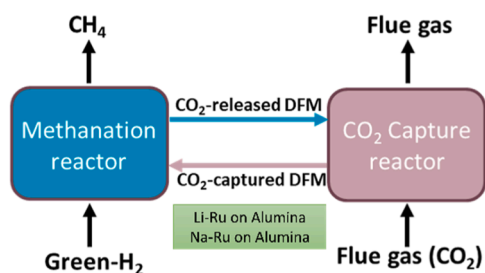 CH₄
Flue gas
Methanation
reactor
CO₂-released DFM
CO₂-captured DFM
CO₂ Capture
reactor
Li-Ru on Alumina
Na-Ru on Alumina
Green-H₂
Flue gas (CO₂)